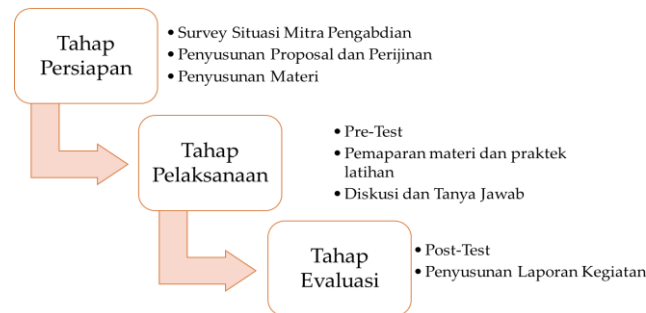 Tahap
Persiapan
• Survey Situasi Mitra Pengabdian
• Penyusunan Proposal dan Perijinan
• Penyusunan Materi
Tahap
Pelaksanaan
• Pre-Test
• Pemaparan materi dan praktek
latihan
• Diskusi dan Tanya Jawab
Tahap
Evaluasi
• Post-Test
• Penyusunan Laporan Kegiatan